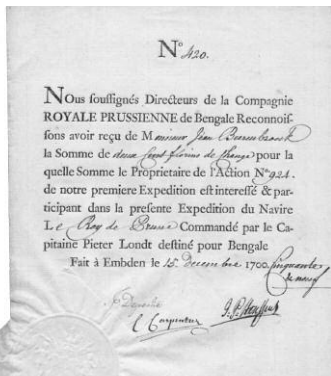 N° 420.
Nous souſſignés Directeurs de la Compagnie
ROYALE PRUSSIENNE de Bengale Reconnoiſ-
ſons avoir reçu de Monsieur Jean
la Somme de deux Cent florins de Change pour la
quelle Somme le Proprietaire de l'Action N° 924.
de notre premiere Expedition est intereſſé & par-
ticipant dans la preſente Expedition du Navire
Le Roy de Prusse Commandé par le Ca-
pitaine Pieter Londt deſtiné pour Bengale
Fait à Embden le 15 Decembre 1700 Cinquante
C Carpentier